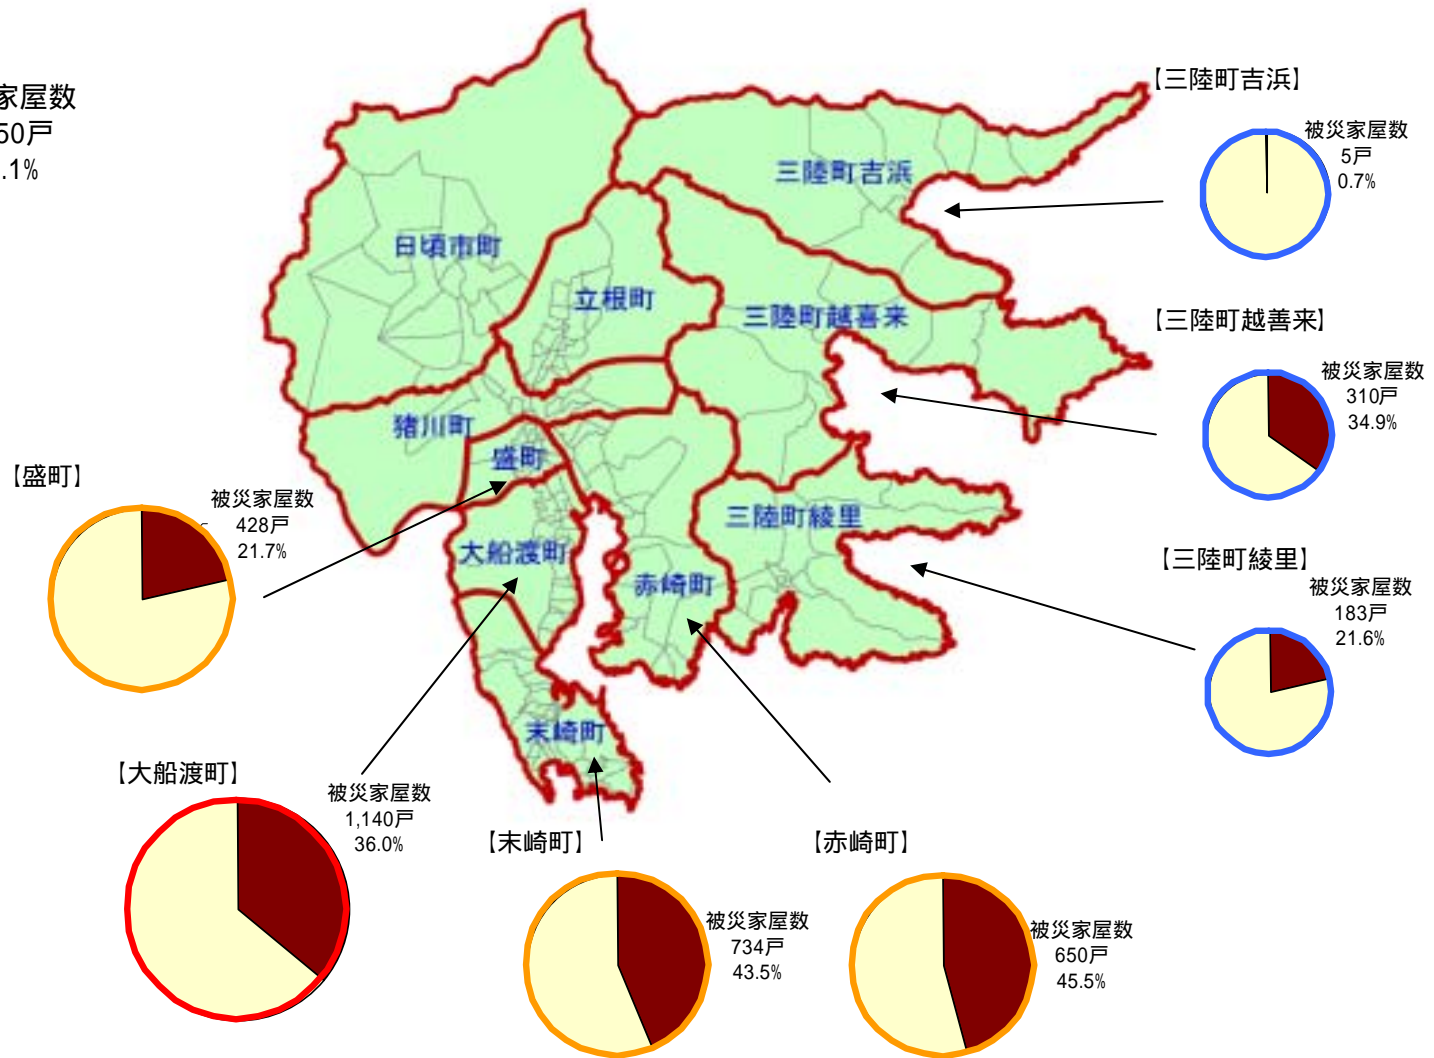 家屋数
50戸
.1%
【三陸町吉浜】
被災家屋数
5戸
0.7%
三陸町吉浜
日頃市町
立根町
三陸町越喜来
【三陸町越善来】
被災家屋数
310戸
34.9%
猪川町
盛町
【盛町】
被災家屋数
428戸
21.7%
三陸町綾里
大船渡町
赤崎町
【三陸町綾里】
被災家屋数
183戸
21.6%
末崎町
【大船渡町】
被災家屋数
1,140戸
36.0%
【末崎町】
被災家屋数
734戸
43.5%
【赤崎町】
被災家屋数
650戸
45.5%